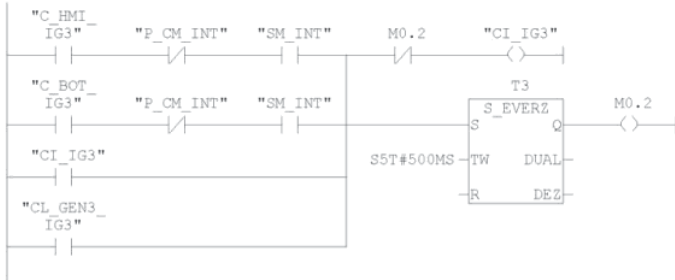 "C_HMI_
IG3" "P_CM_INT" "SM_INT" M0.2 "CI_IG3"
"C_BOT_ T3
IG3" "P_CM_INT" "SM_INT" S_EVERZ M0.2
S Q
"CI_IG3" S5T#500MS TW DUAL
R DEZ
"CL_GEN3_
IG3"